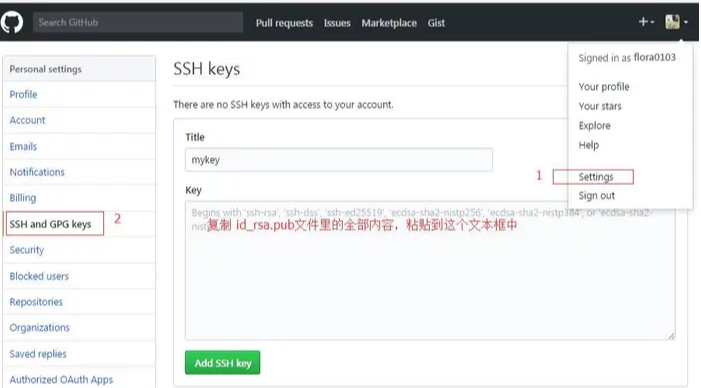 Search GitHub
Pull requests Issues Marketplace Gist
Signed in as flora0103
Your profile
Your stars
Explore
Help
1 Settings
Sign out
Personal settings
Profile
Account
Emails
Notifications
Billing
SSH and GPG keys 2
Security
Blocked users
Repositories
Organizations
Saved replies
Authorized OAuth Apps
SSH keys
There are no SSH keys with access to your account.
Title
mykey
Key
Begins with 'ssh-rsa', 'ssh-dss', 'ssh-ed25519', 'ecdsa-sha2-nistp256', 'ecdsa-sha2-nistp384', or 'ecdsa-sha2-
复制 id_rsa.pub文件里的全部内容，粘贴到这个文本框中
Add SSH key